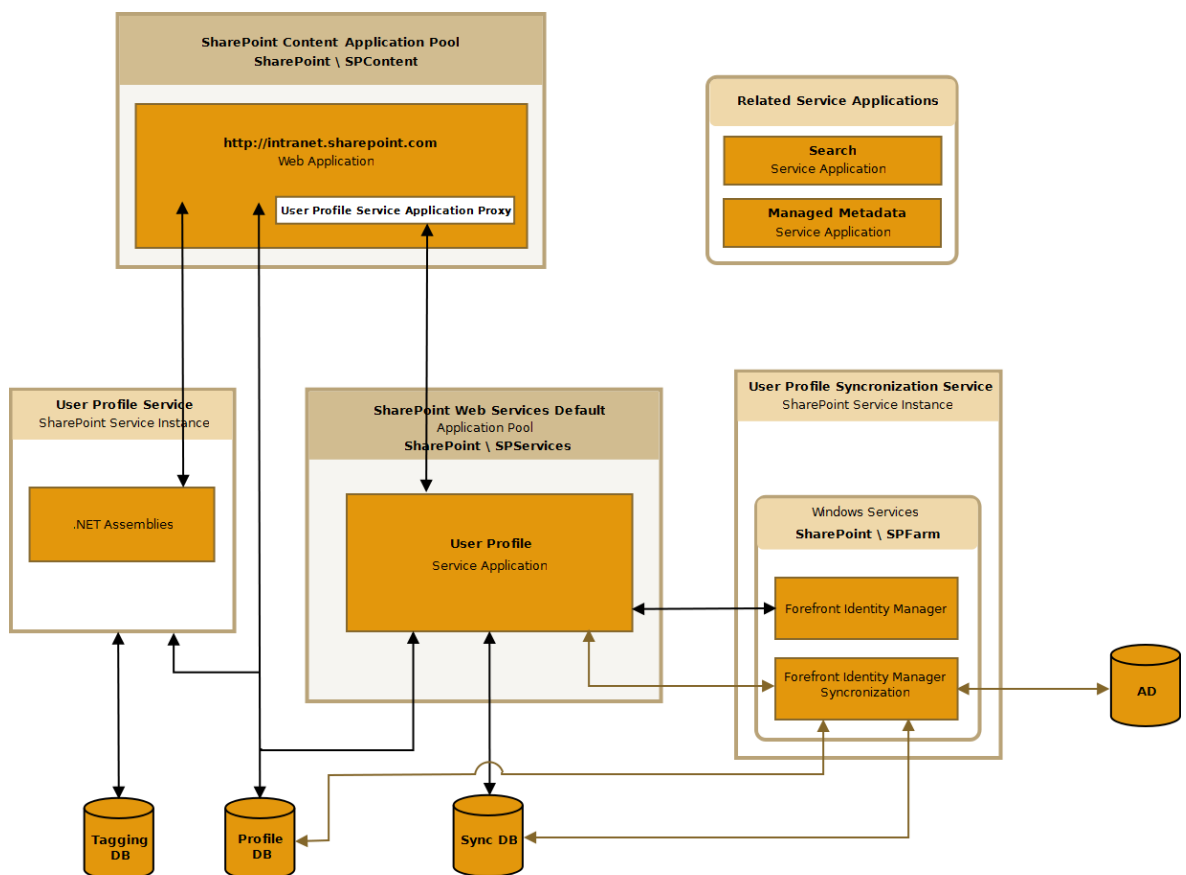 SharePoint Content Application Pool
SharePoint \ SPContent
http://intranet.sharepoint.com
Web Application
User Profile Service Application Proxy
Related Service Applications
Search
Service Application
Managed Metadata
Service Application
User Profile Service
SharePoint Service Instance
.NET Assemblies
SharePoint Web Services Default
Application Pool
SharePoint \ SPServices
User Profile
Service Application
User Profile Syncronization Service
SharePoint Service Instance
Windows Services
SharePoint \ SPFarm
Forefront Identity Manager
Forefront Identity Manager
Syncronization
AD
Tagging
DB
Profile
DB
Sync DB